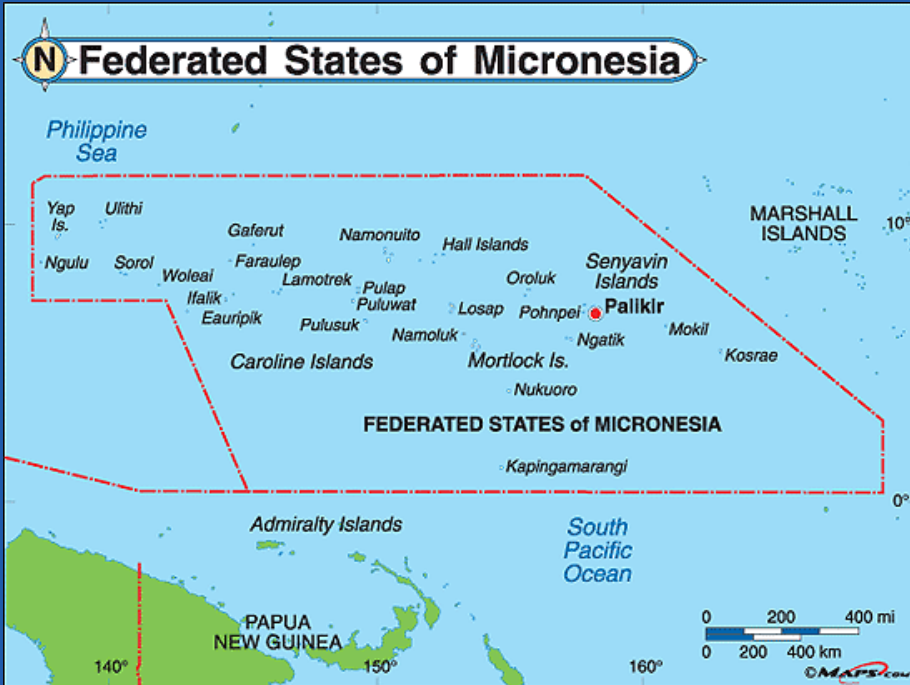 N Federated States of Micronesia
Philippine
Sea
Yap
Is.
Ulithi
Gaferut
Namonuito
Hall Islands
MARSHALL
ISLANDS
10°
Ngulu
Sorol
Woleai
Faraulep
Lamotrek
Pulap
Oroluk
Senyavin
Islands
Ifalik
Puluwat
Losap
Pohnpei
Palikir
Eauripik
Pulusuk
Namoluk
Ngatik
Mokil
Kosrae
Caroline Islands
Mortlock Is.
Nukuoro
FEDERATED STATES of MICRONESIA
Kapingamarangi
0°
Admiralty Islands
South
Pacific
Ocean
PAPUA
NEW GUINEA
0 200 400 mi
0 200 400 km
140°
150°
160°
©MAPS.COM